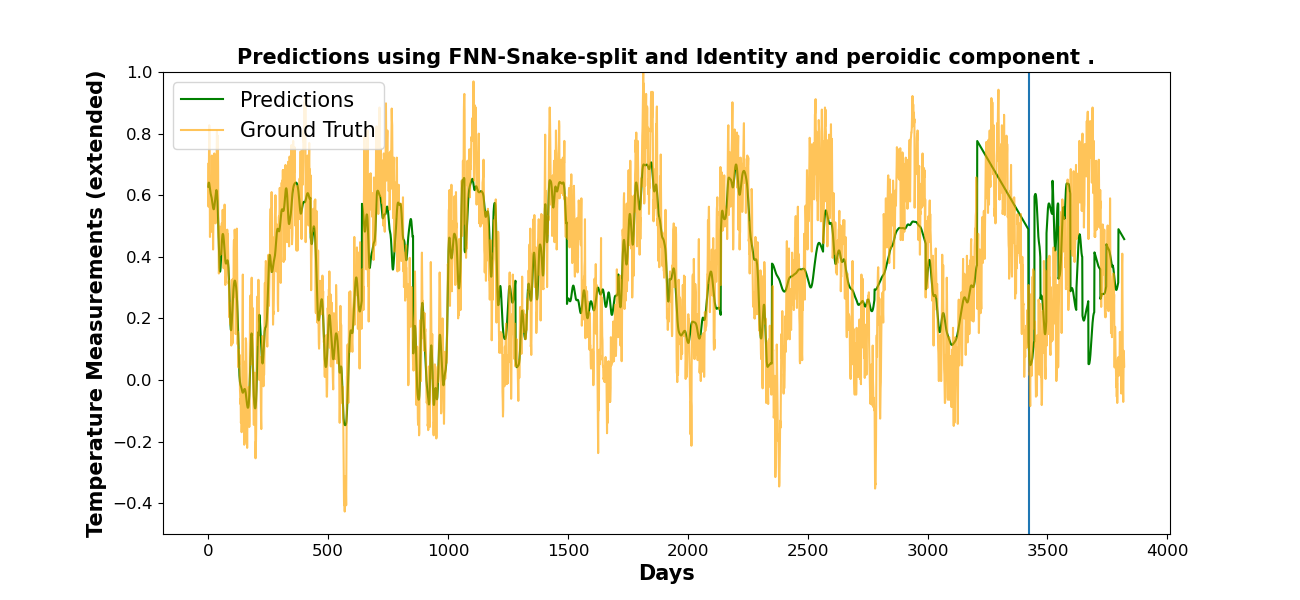 Predictions using FNN-Snake-split and Identity and peroidic component .
Temperature Measurements (extended)
1.0
0.8
0.6
0.4
0.2
0.0
−0.2
−0.4
Predictions
Ground Truth
0 500 1000 1500 2000 2500 3000 3500 4000
Days